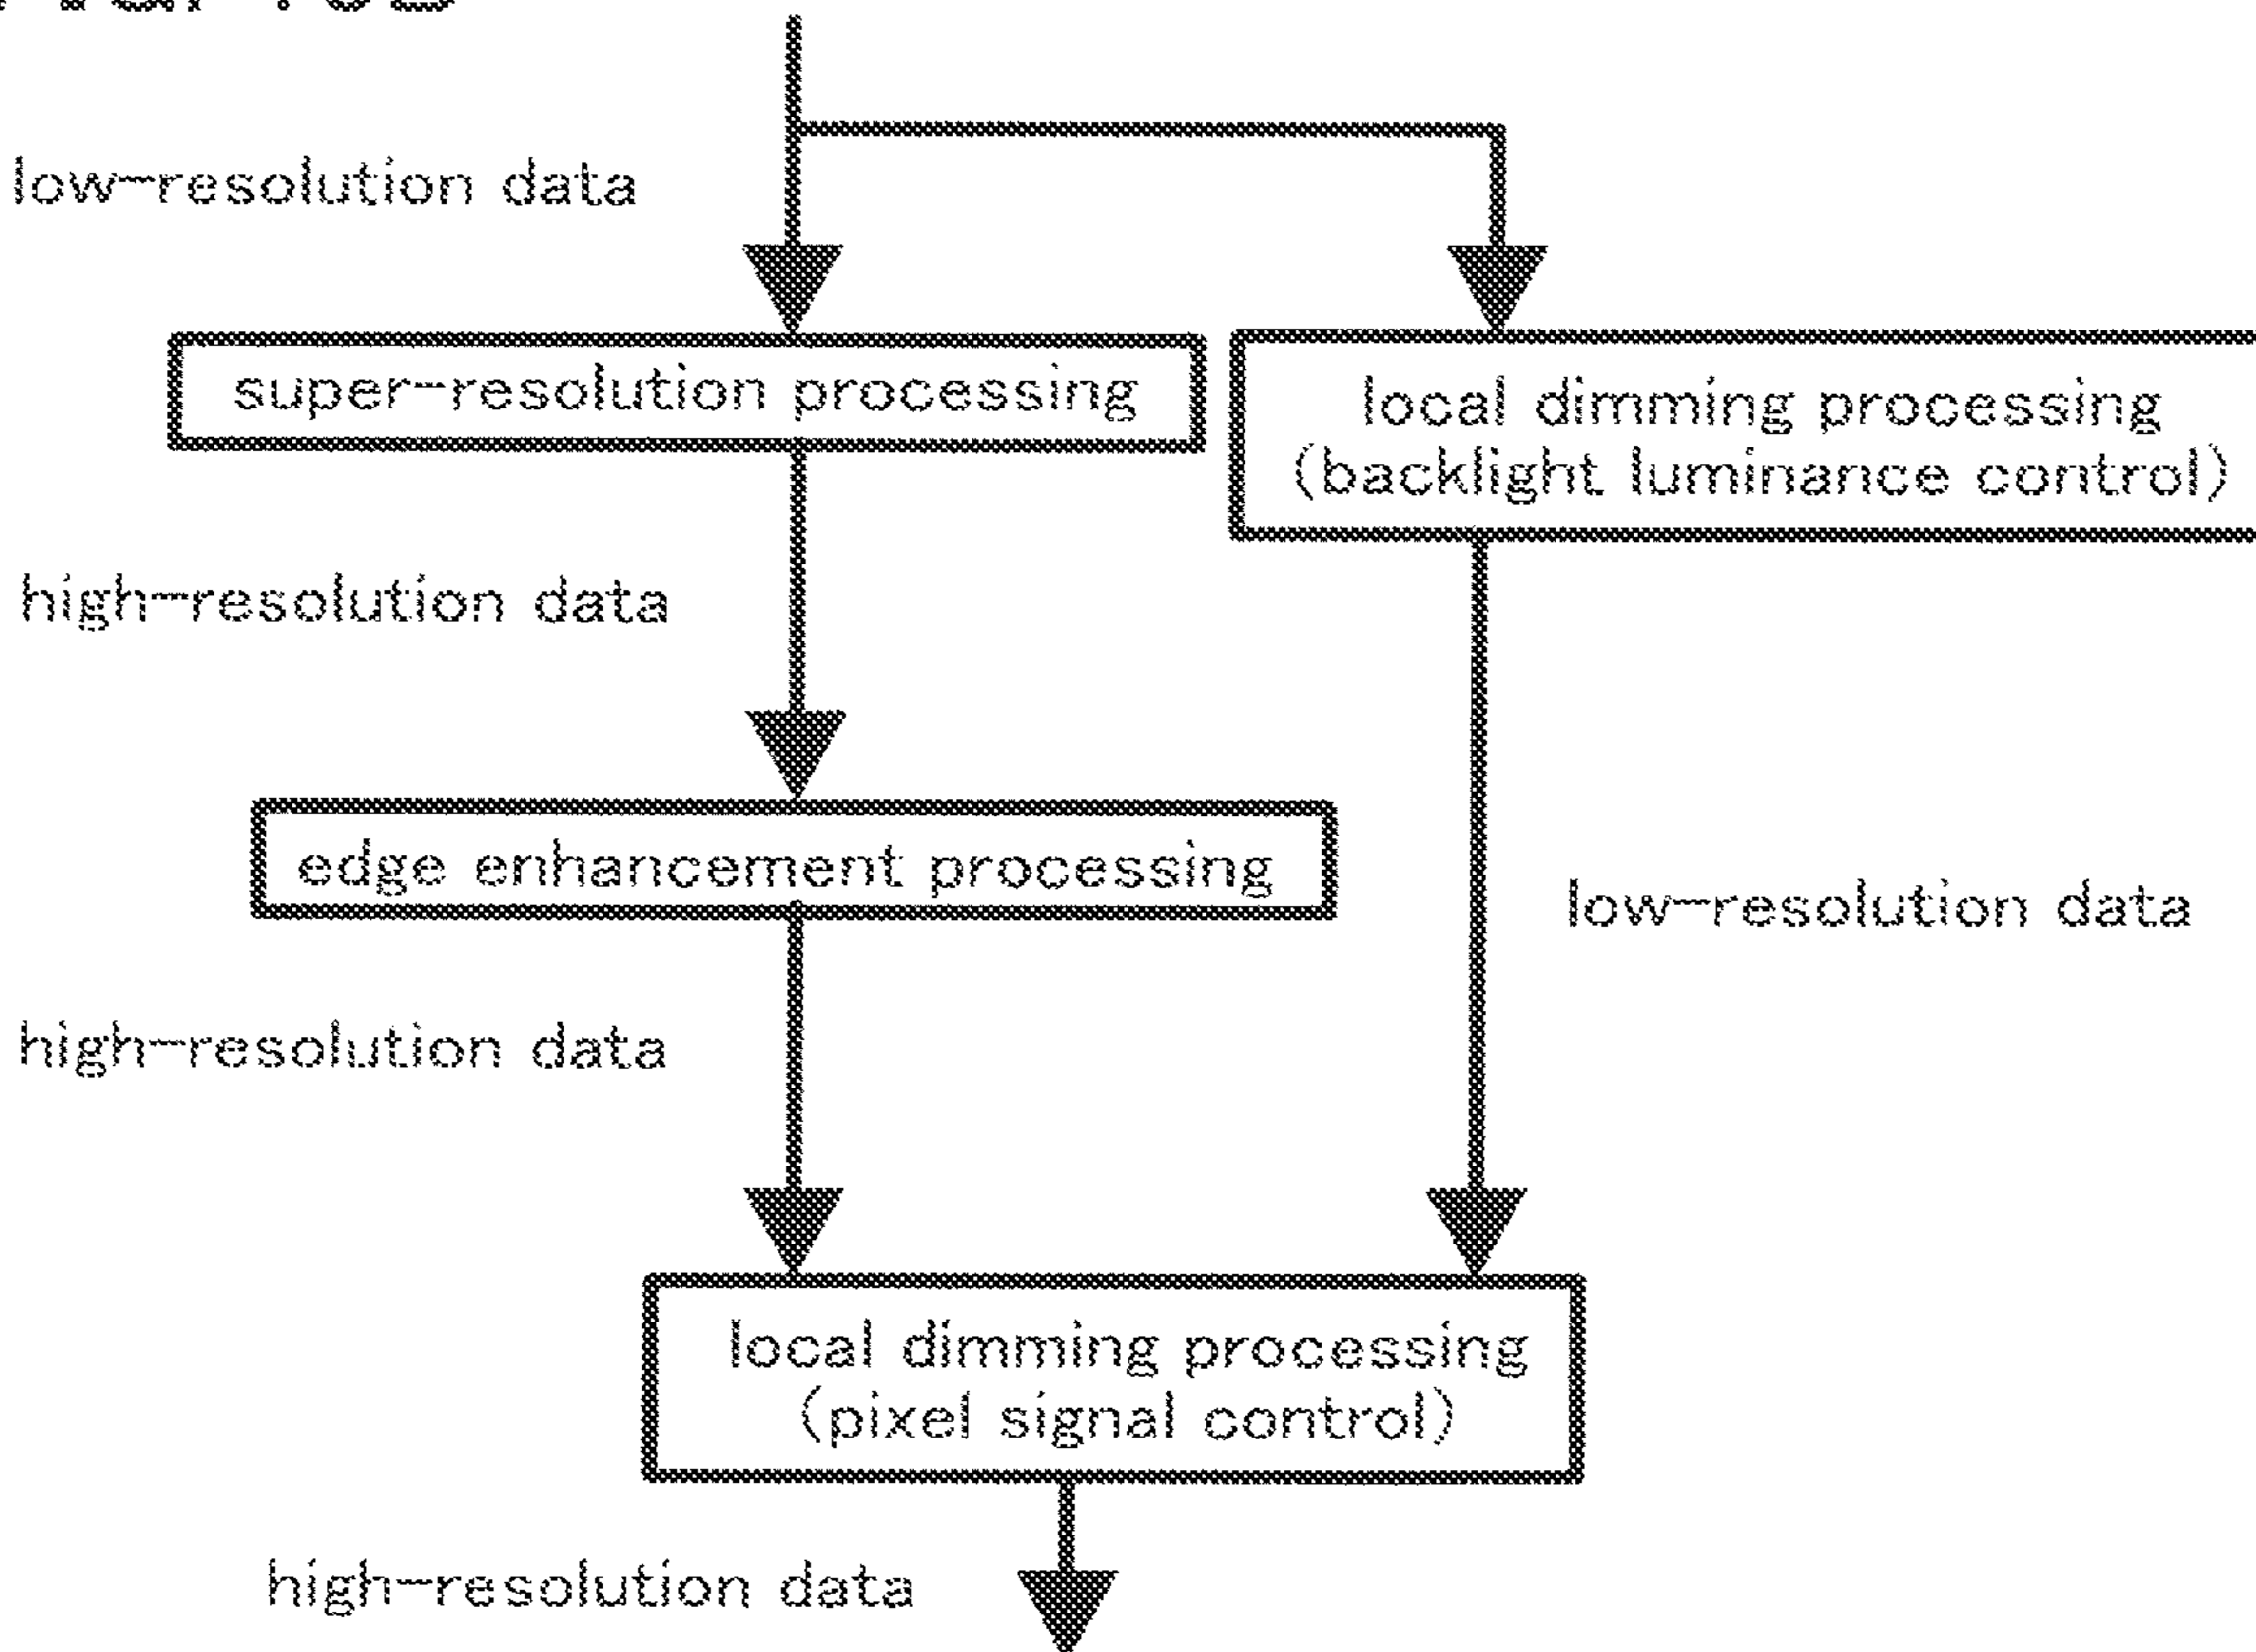 low-resolution data
super-resolution processing
local dimming processing
(backlight luminance control)
high-resolution data
edge enhancement processing
low-resolution data
high-resolution data
local dimming processing
(pixel signal control)
high-resolution data